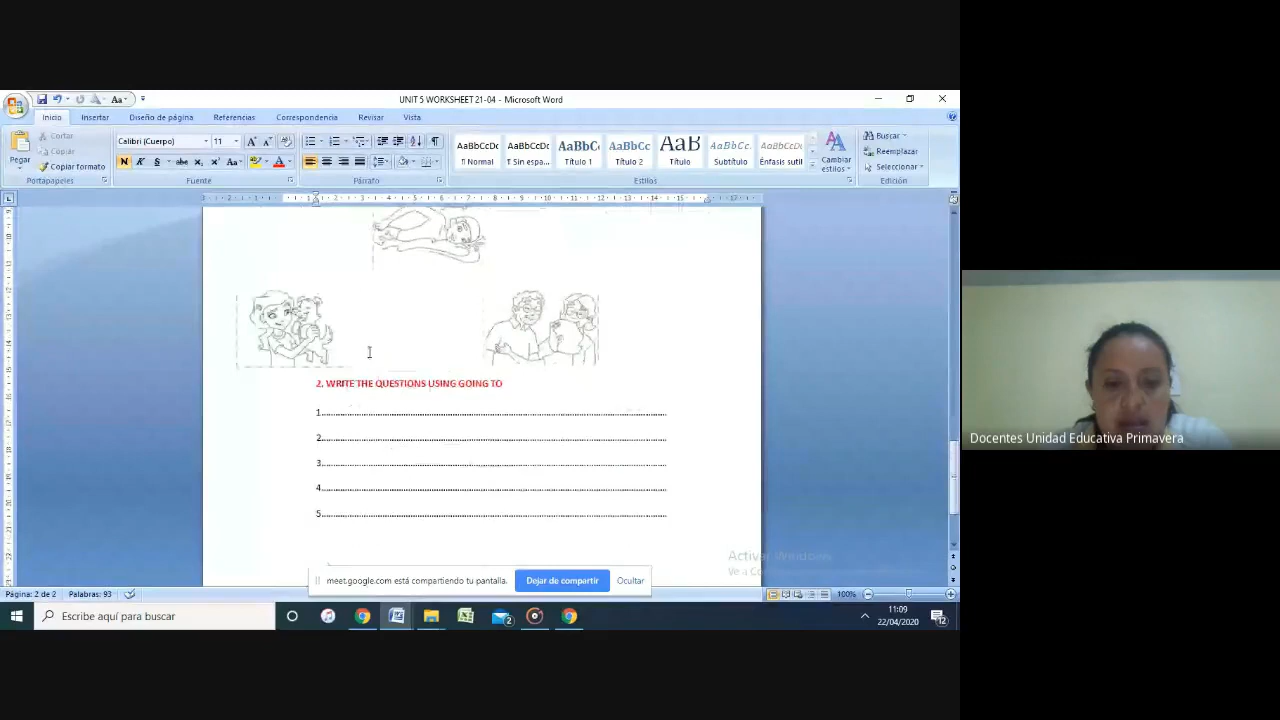 UNIT 5 WORKSHEET 21-04 - Microsoft Word
Aa
Inicio Insertar Diseño de página Referencias Correspondencia Revisar Vista
Pegar
Cortar
Copiar
Copiar formato
Portapapeles
Calibri (Cuerpo) 11
Fuente
Párrafo
AaBbCcDc AaBbCcDc AaBbC AaBbCc AaB AaBbCc. AaBbCcDc
¶ Normal ¶ Sin espa... Título 1 Título 2 Título Subtítulo Énfasis sutil
Estilos
Cambiar estilos
Buscar
Reemplazar
Seleccionar
Edición
2. WRITE THE QUESTIONS USING GOING TO
1
2
3
4
5
Docentes Unidad Educativa Primavera
Activar Windows
meet.google.com está compartiendo tu pantalla.
Dejar de compartir
Ocultar
Página: 2 de 2 Palabras: 93
100%
Escribe aquí para buscar
2
11:09
22/04/2020
12